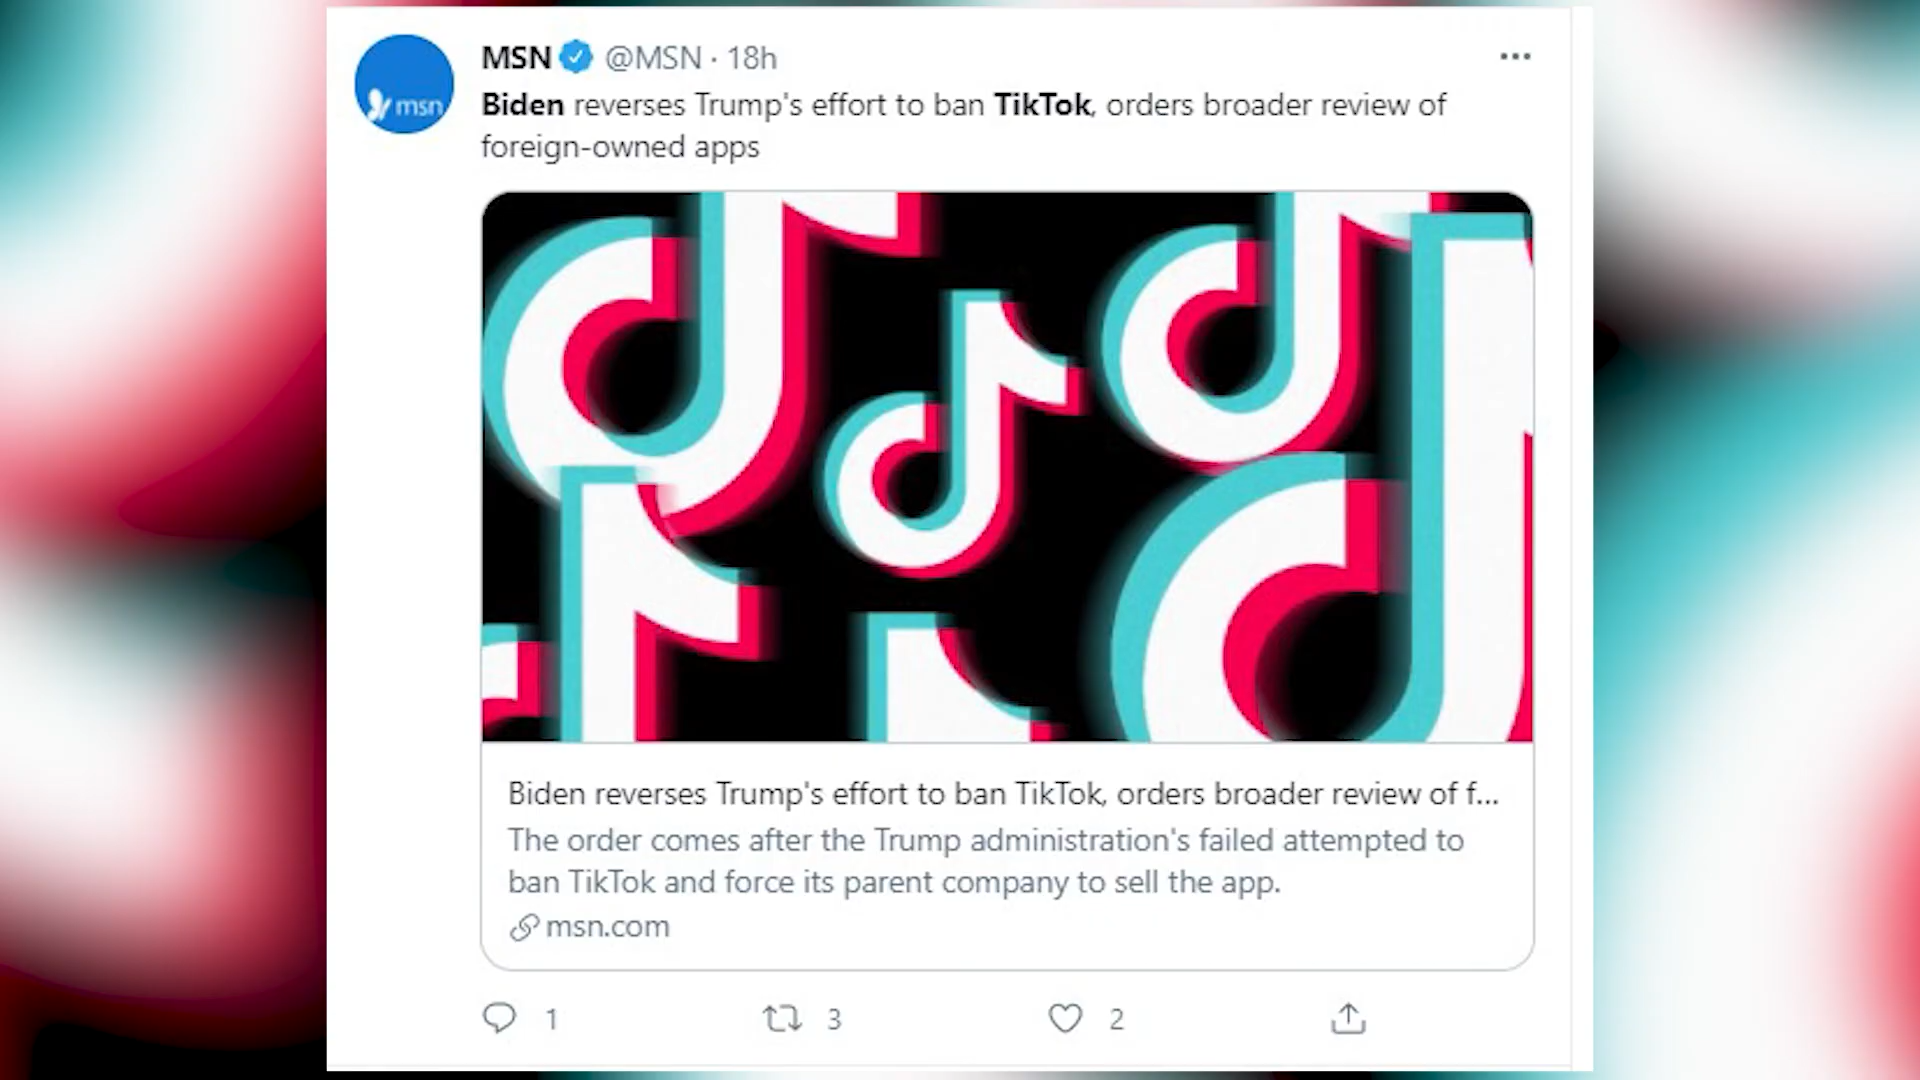 msn
MSN @MSN · 18h
Biden reverses Trump's effort to ban TikTok, orders broader review of
foreign-owned apps
Biden reverses Trump's effort to ban TikTok, orders broader review of f...
The order comes after the Trump administration's failed attempted to
ban TikTok and force its parent company to sell the app.
msn.com
1 3 2